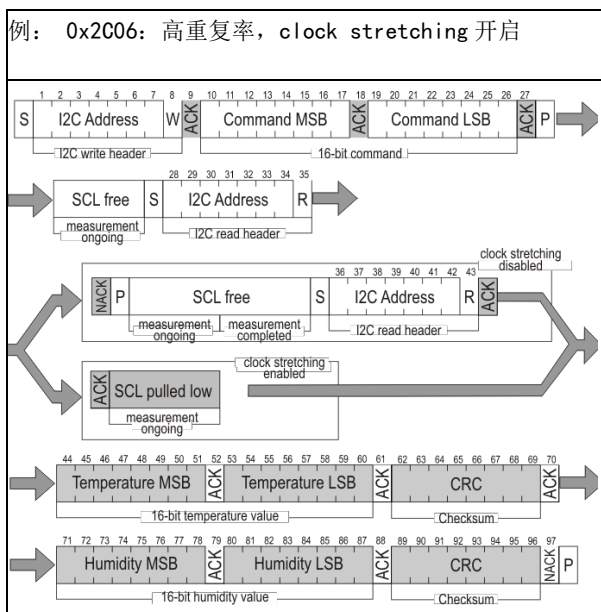 例: 0x2C06: 高重复率, clock stretching 开启
1 2 3 4 5 6 7 8 9 10 11 12 13 14 15 16 17 18 19 20 21 22 23 24 25 26 27
S I2C Address W ACK Command MSB ACK Command LSB ACK P
I2C write header 16-bit command
28 29 30 31 32 33 34 35
SCL free S I2C Address R
measurement ongoing I2C read header
clock stretching disabled
36 37 38 39 40 41 42 43
NACK P SCL free S I2C Address R ACK
measurement ongoing measurement completed I2C read header
clock stretching enabled
ACK SCL pulled low
measurement ongoing
44 45 46 47 48 49 50 51 52 53 54 55 56 57 58 59 60 61 62 63 64 65 66 67 68 69 70
Temperature MSB ACK Temperature LSB ACK CRC ACK
16-bit temperature value Checksum
71 72 73 74 75 76 77 78 79 80 81 82 83 84 85 86 87 88 89 90 91 92 93 94 95 96 97
Humidity MSB ACK Humidity LSB ACK CRC NACK P
16-bit humidity value Checksum